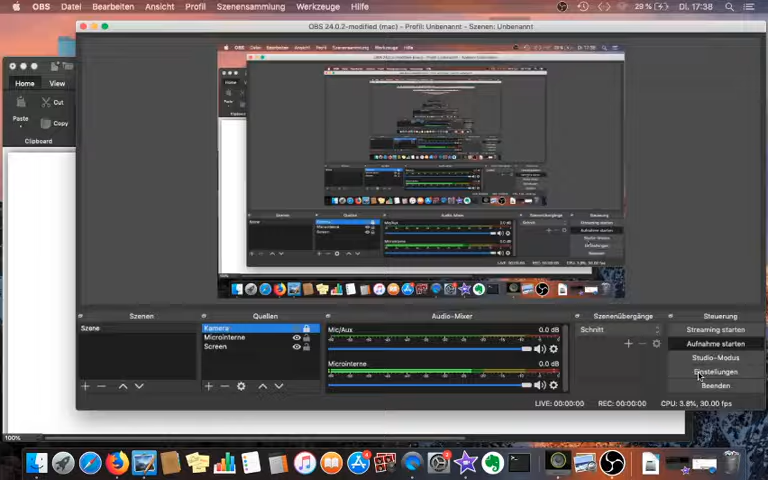 OBS Datei Bearbeiten Ansicht Profil Szenensammlung Werkzeuge Hilfe 29 % Di. 17:38
OBS 24.0.2-modified (mac) - Profil: Unbenannt - Szenen: Unbenannt
Home View
Cut
Paste
Copy
Clipboard
Szenen Quellen Audio-Mixer Szenenübergänge Steuerung
Szene
Kamera
Microinterne
Screen
Mic/Aux 0.0 dB
Microinterne 0.0 dB
Schnitt
Streaming starten
Aufnahme starten
Studio-Modus
Einstellungen
Beenden
LIVE: 00:00:00 REC: 00:00:00 CPU: 3.8%, 30.00 fps
100%